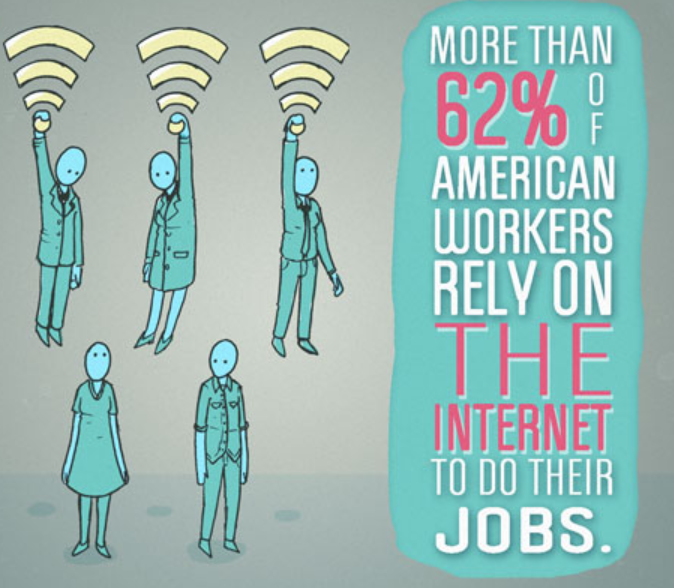 MORE THAN
62% OF
AMERICAN
WORKERS
RELY ON
THE
INTERNET
TO DO THEIR
JOBS.